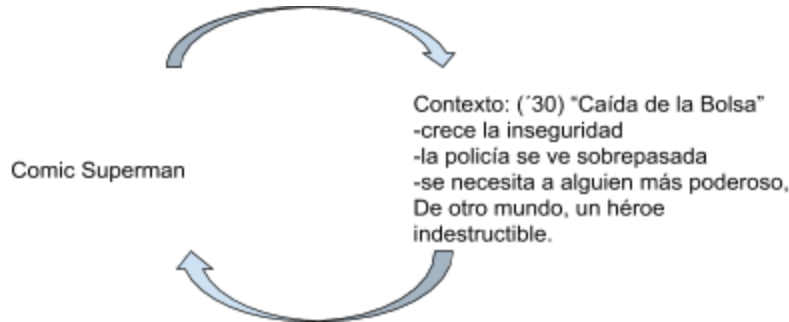 Comic Superman
Contexto: (´30) “Caída de la Bolsa”
-crece la inseguridad
-la policía se ve sobrepasada
-se necesita a alguien más poderoso,
De otro mundo, un héroe
indestructible.